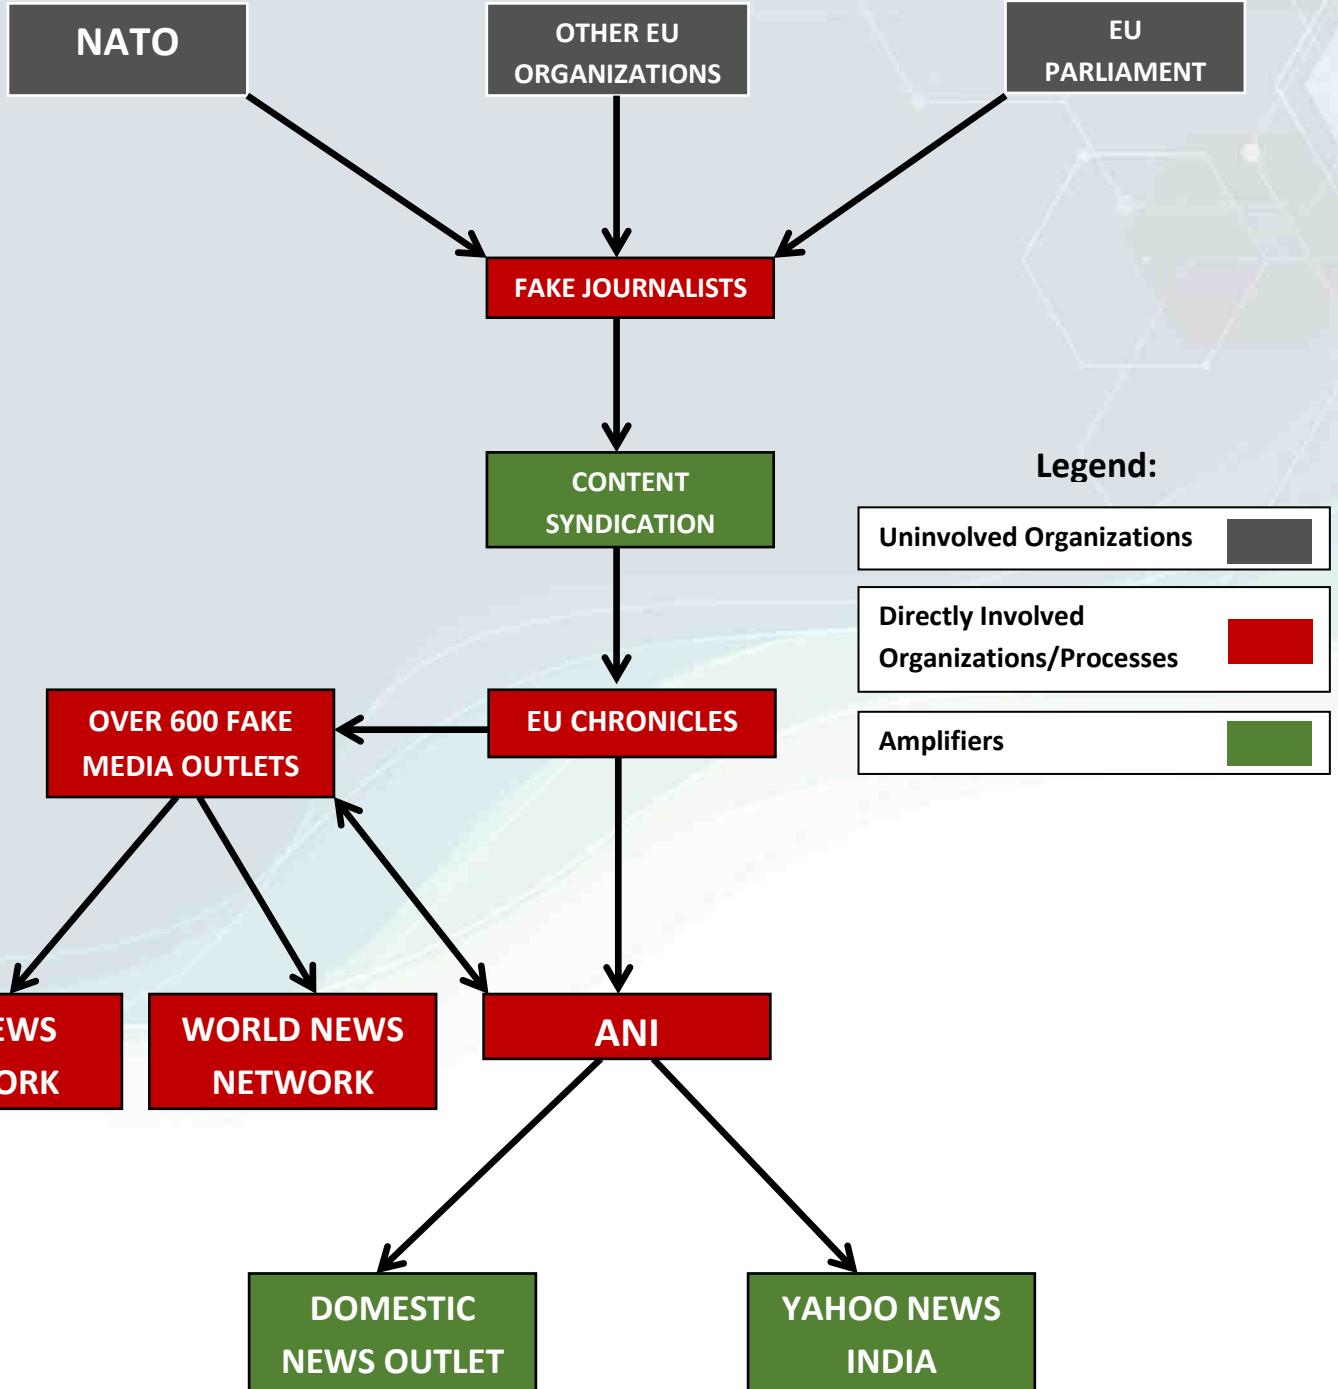 NATO
OTHER EU
ORGANIZATIONS
EU
PARLIAMENT
FAKE JOURNALISTS
CONTENT
SYNDICATION
Legend:
Uninvolved Organizations
Directly Involved
Organizations/Processes
Amplifiers
OVER 600 FAKE
MEDIA OUTLETS
EU CHRONICLES
WORLD NEWS
NETWORK
ANI
DOMESTIC
NEWS OUTLET
YAHOO NEWS
INDIA